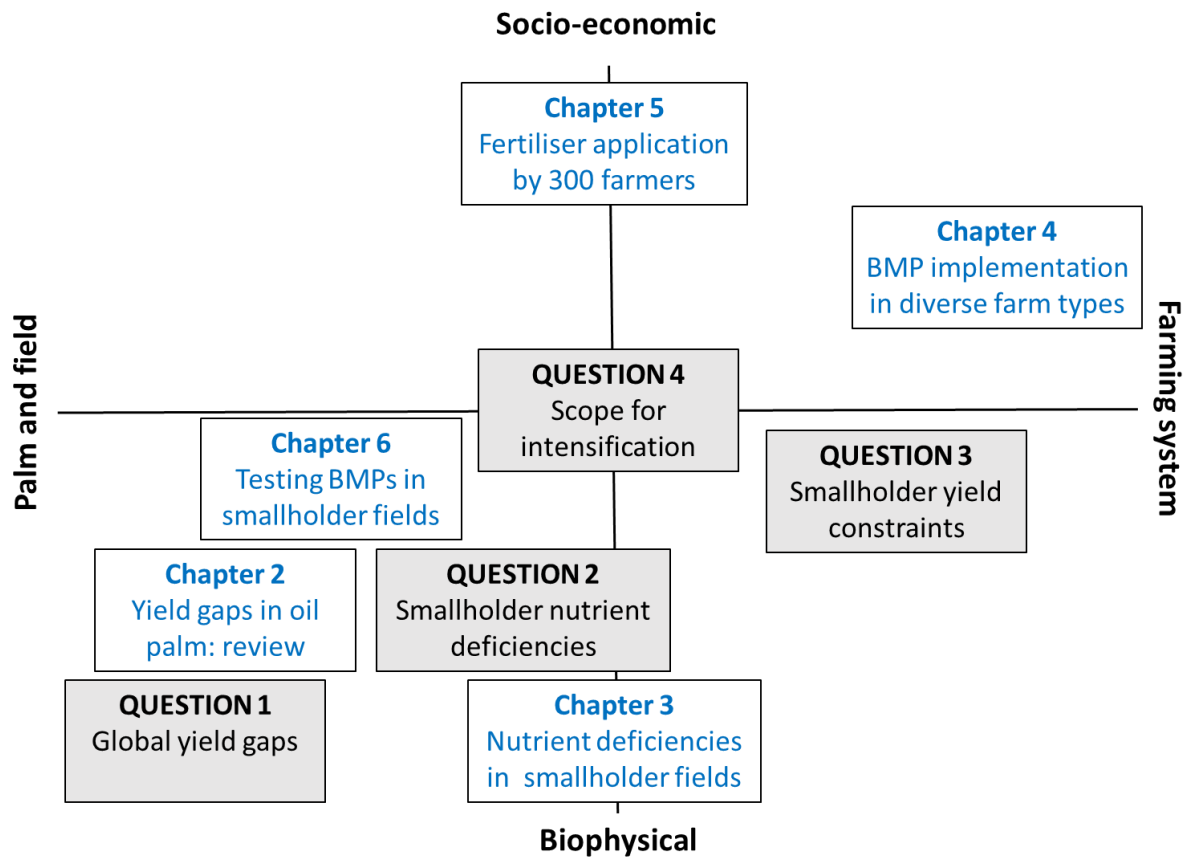 Socio-economic
Chapter 5
Fertiliser application
by 300 farmers
Chapter 4
BMP implementation
in diverse farm types
Palm and field
Farming system
QUESTION 4
Scope for
intensification
Chapter 6
Testing BMPs in
smallholder fields
QUESTION 3
Smallholder yield
constraints
Chapter 2
Yield gaps in oil
palm: review
QUESTION 2
Smallholder nutrient
deficiencies
QUESTION 1
Global yield gaps
Chapter 3
Nutrient deficiencies
in smallholder fields
Biophysical